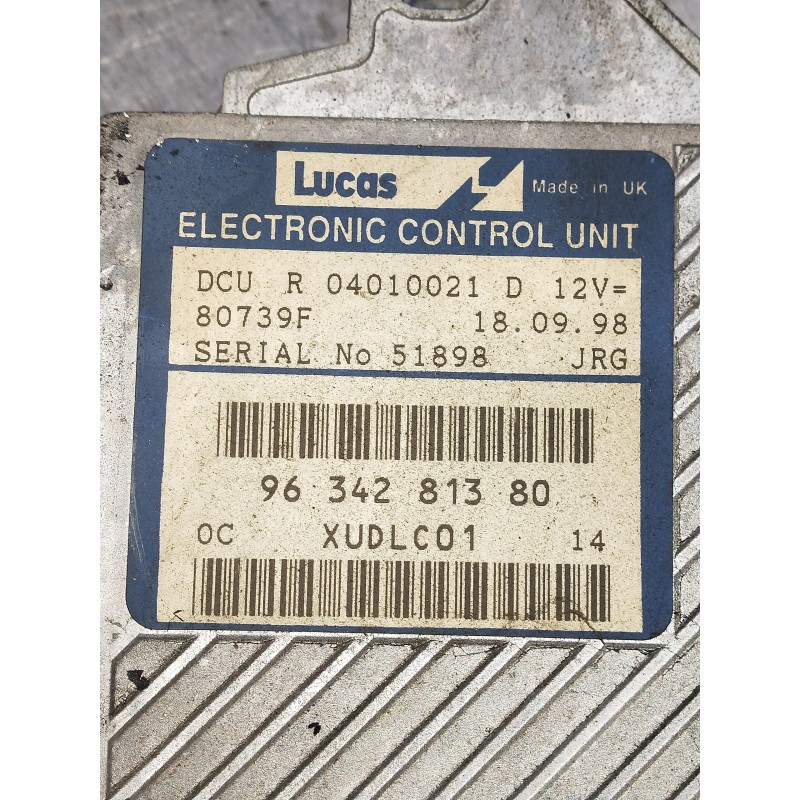 Lucas Made in UK
ELECTRONIC CONTROL UNIT
DCU R 04010021 D 12V=
80739F 18.09.98
SERIAL No 51898 JRG
96 342 813 80
OC XUDLC01 14